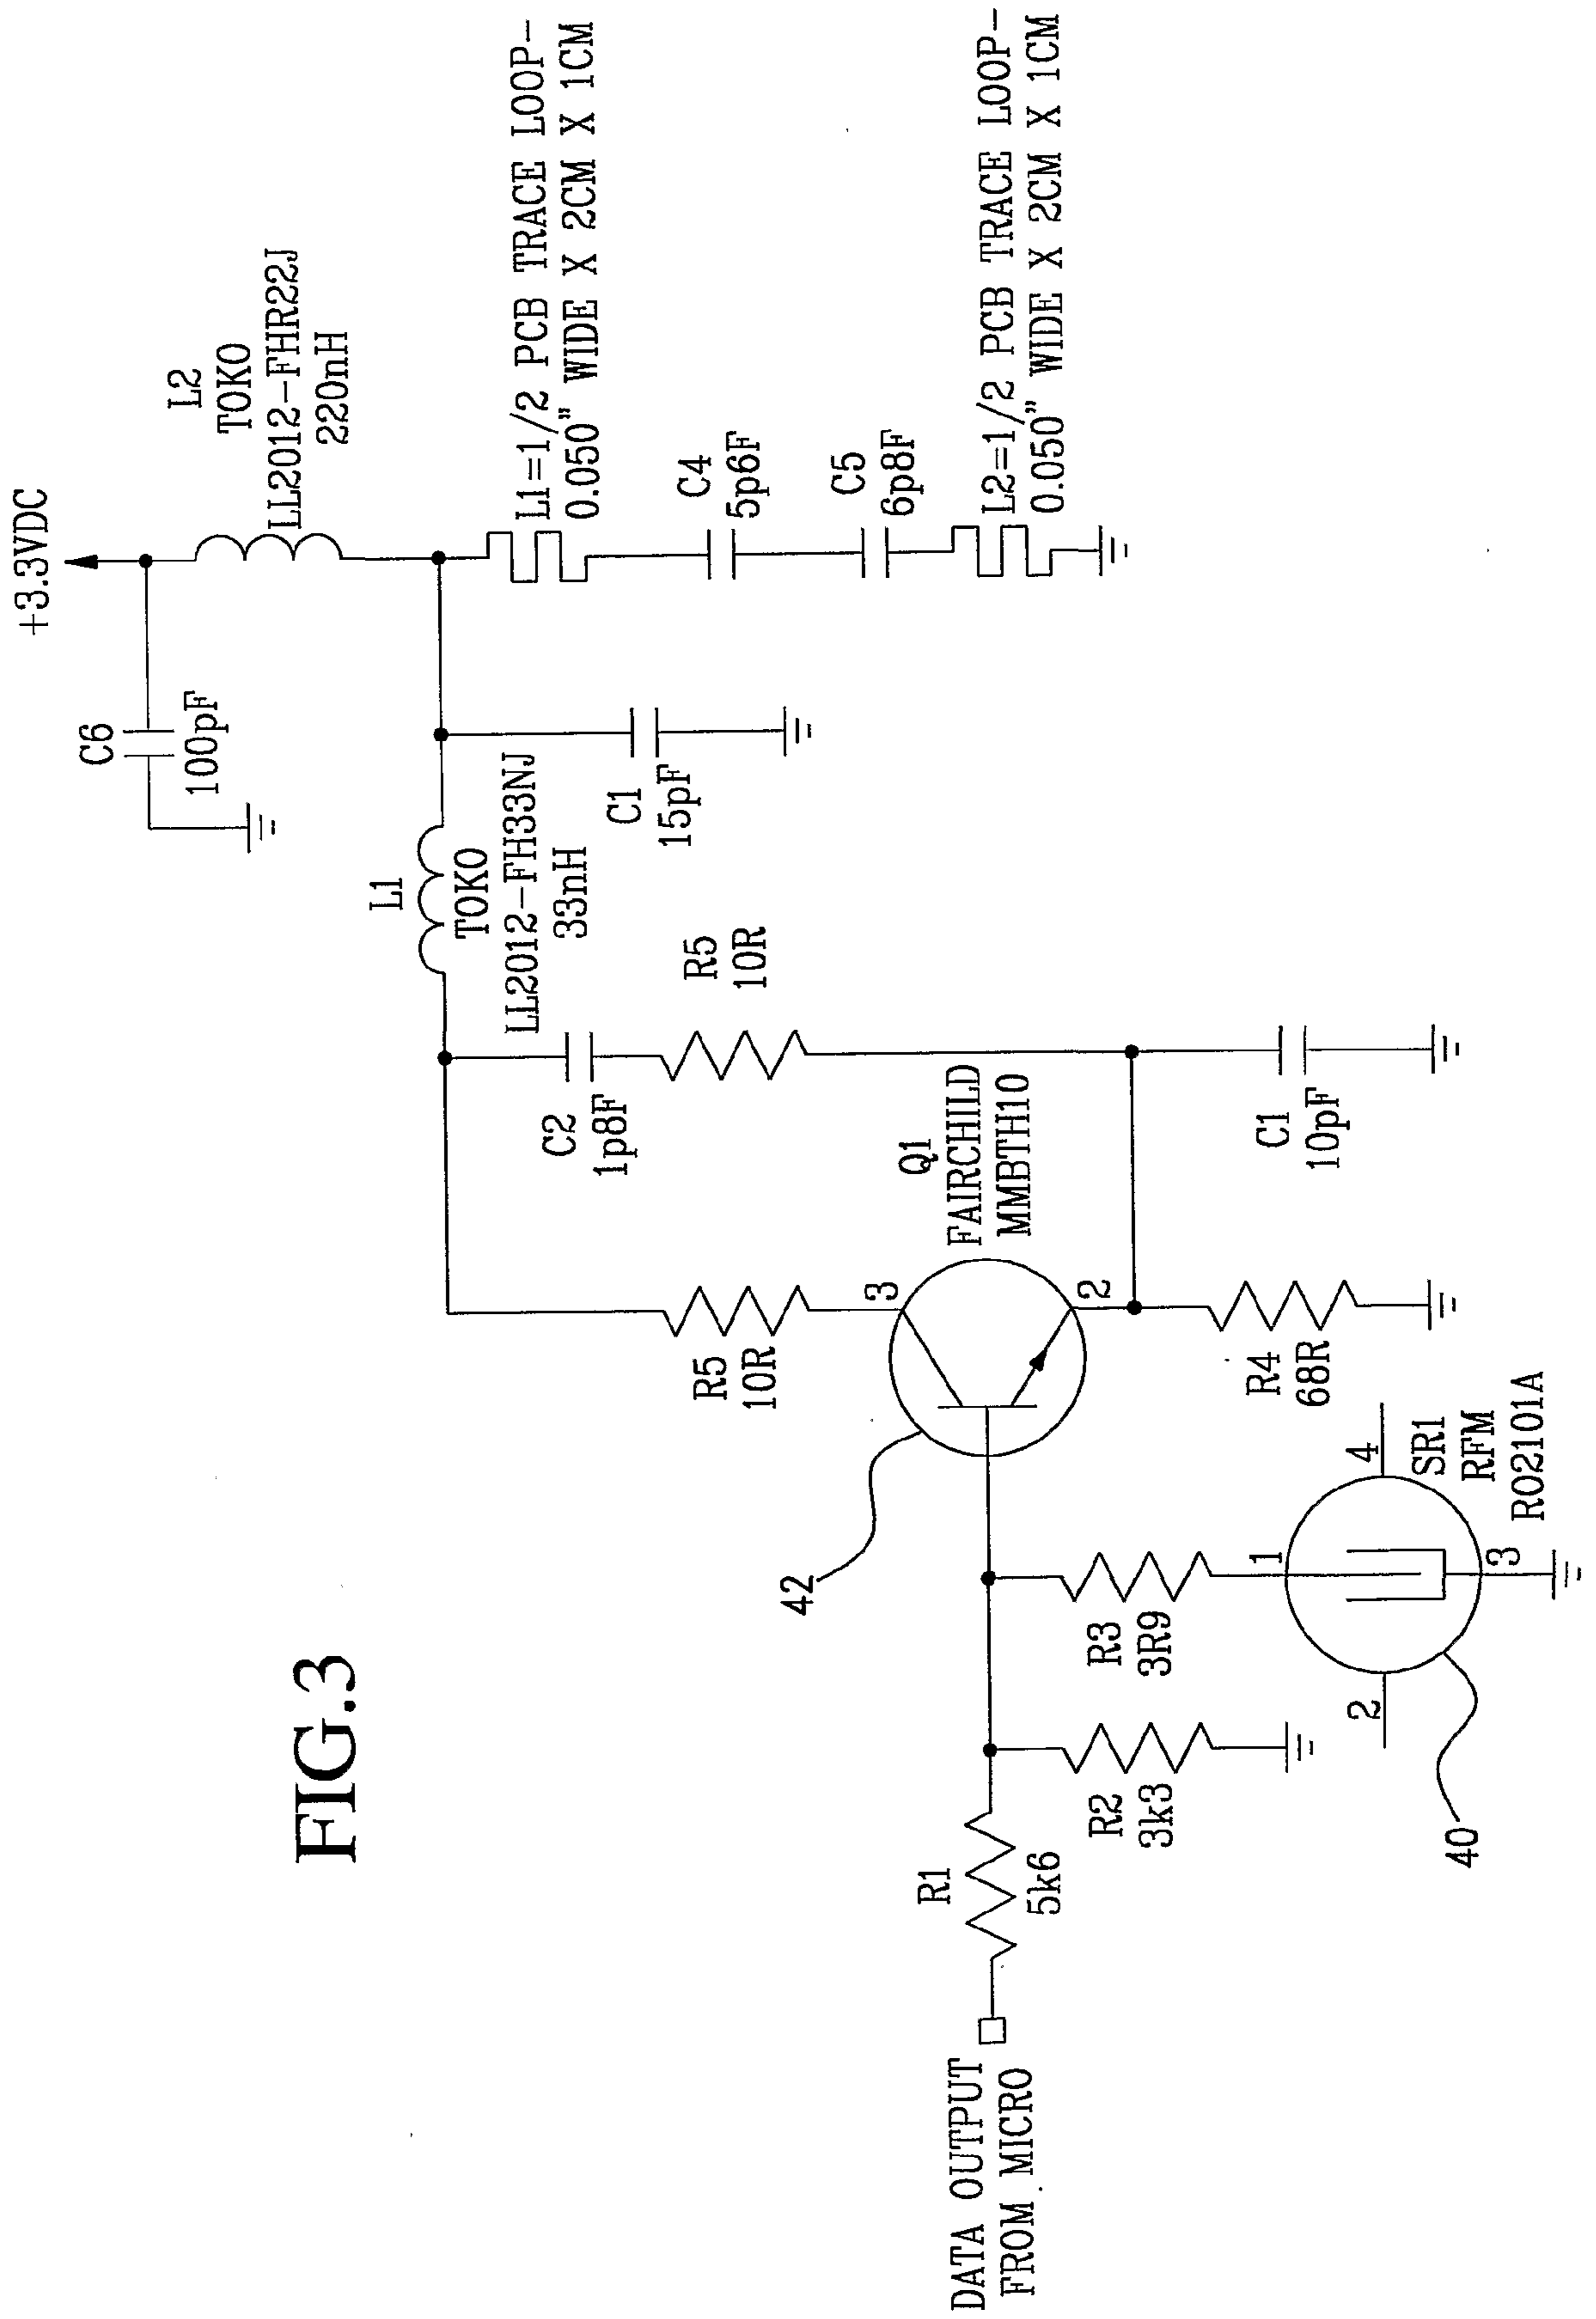 FIG.3
+3.3VDC
C6
100pF
L2
TOKO
LL2012-FHR22J
220nH
L1
TOKO
LL2012-FH33NJ
33nH
L1=1/2 PCB TRACE LOOP-
0.050" WIDE X 2CM X 1CM
C1
15pF
C4
5p6F
C5
6p8F
L2=1/2 PCB TRACE LOOP-
0.050" WIDE X 2CM X 1CM
C2
1p8F
R5
10R
R5
10R
3
Q1
FAIRCHILD
MMBTH10
2
42
R4
68R
C1
10pF
DATA OUTPUT
FROM MICRO
R1
5k6
R2
3k3
R3
3R9
1
2
4
3
SR1
RFM
RO2101A
40